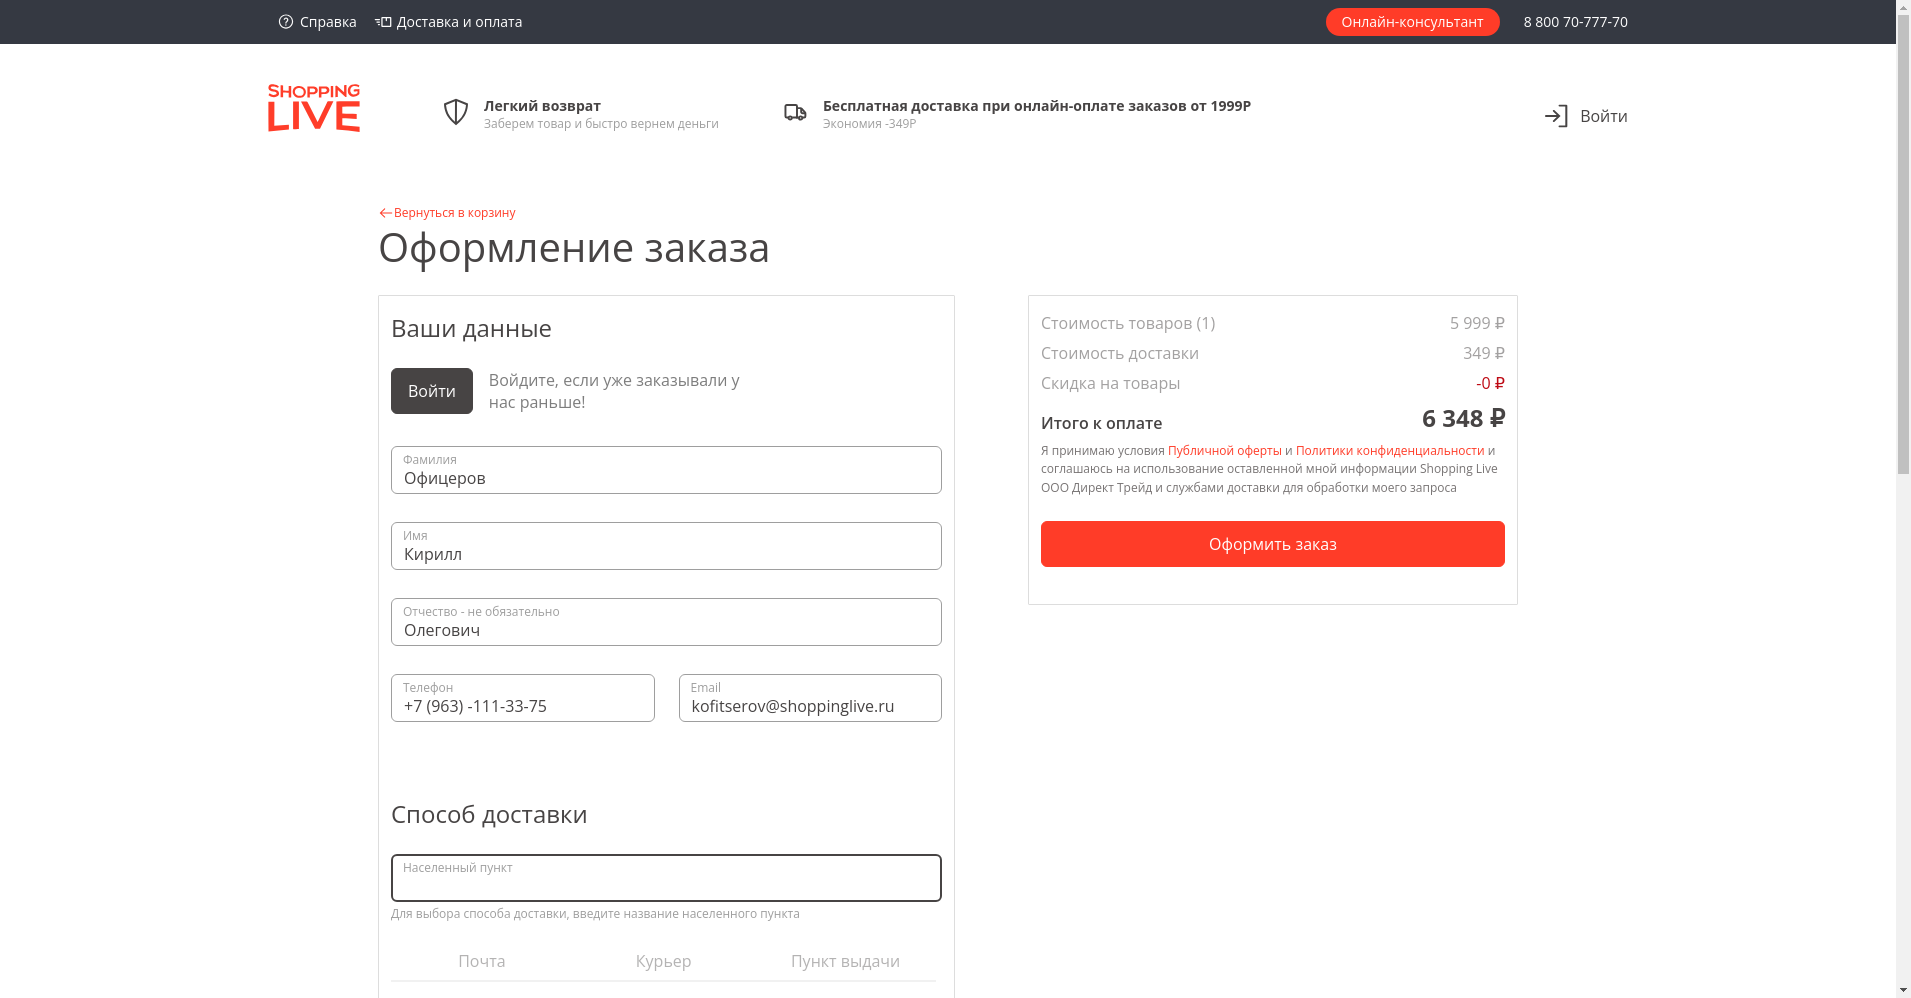 Справка
Доставка и оплата
Онлайн-консультант
8 800 70-777-70
SHOPPING
LIVE
Легкий возврат
Заберем товар и быстро вернем деньги
Бесплатная доставка при онлайн-оплате заказов от 1999Р
Экономия -349Р
Войти
Вернуться в корзину
Оформление заказа
Ваши данные
Войти
Войдите, если уже заказывали у
нас раньше!
Фамилия
Офицеров
Имя
Кирилл
Отчество - не обязательно
Олегович
Телефон
+7 (963) -111-33-75
Email
kofitserov@shoppinglive.ru
Способ доставки
Населенный пункт
Для выбора способа доставки, введите название населенного пункта
Почта
Курьер
Пункт выдачи
Стоимость товаров (1)
5 999 ₽
Стоимость доставки
349 ₽
Скидка на товары
-0 ₽
Итого к оплате
6 348 ₽
Я принимаю условия Публичной оферты и Политики конфиденциальности и
соглашаюсь на использование оставленной мной информации Shopping Live
ООО Директ Трейд и службами доставки для обработки моего запроса
Оформить заказ